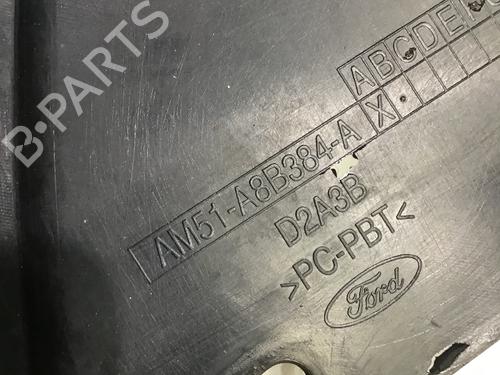 B-PARTS
ABCDE
X
AM51-A8B384-A
D2A3B
>PC-PBT<
Ford